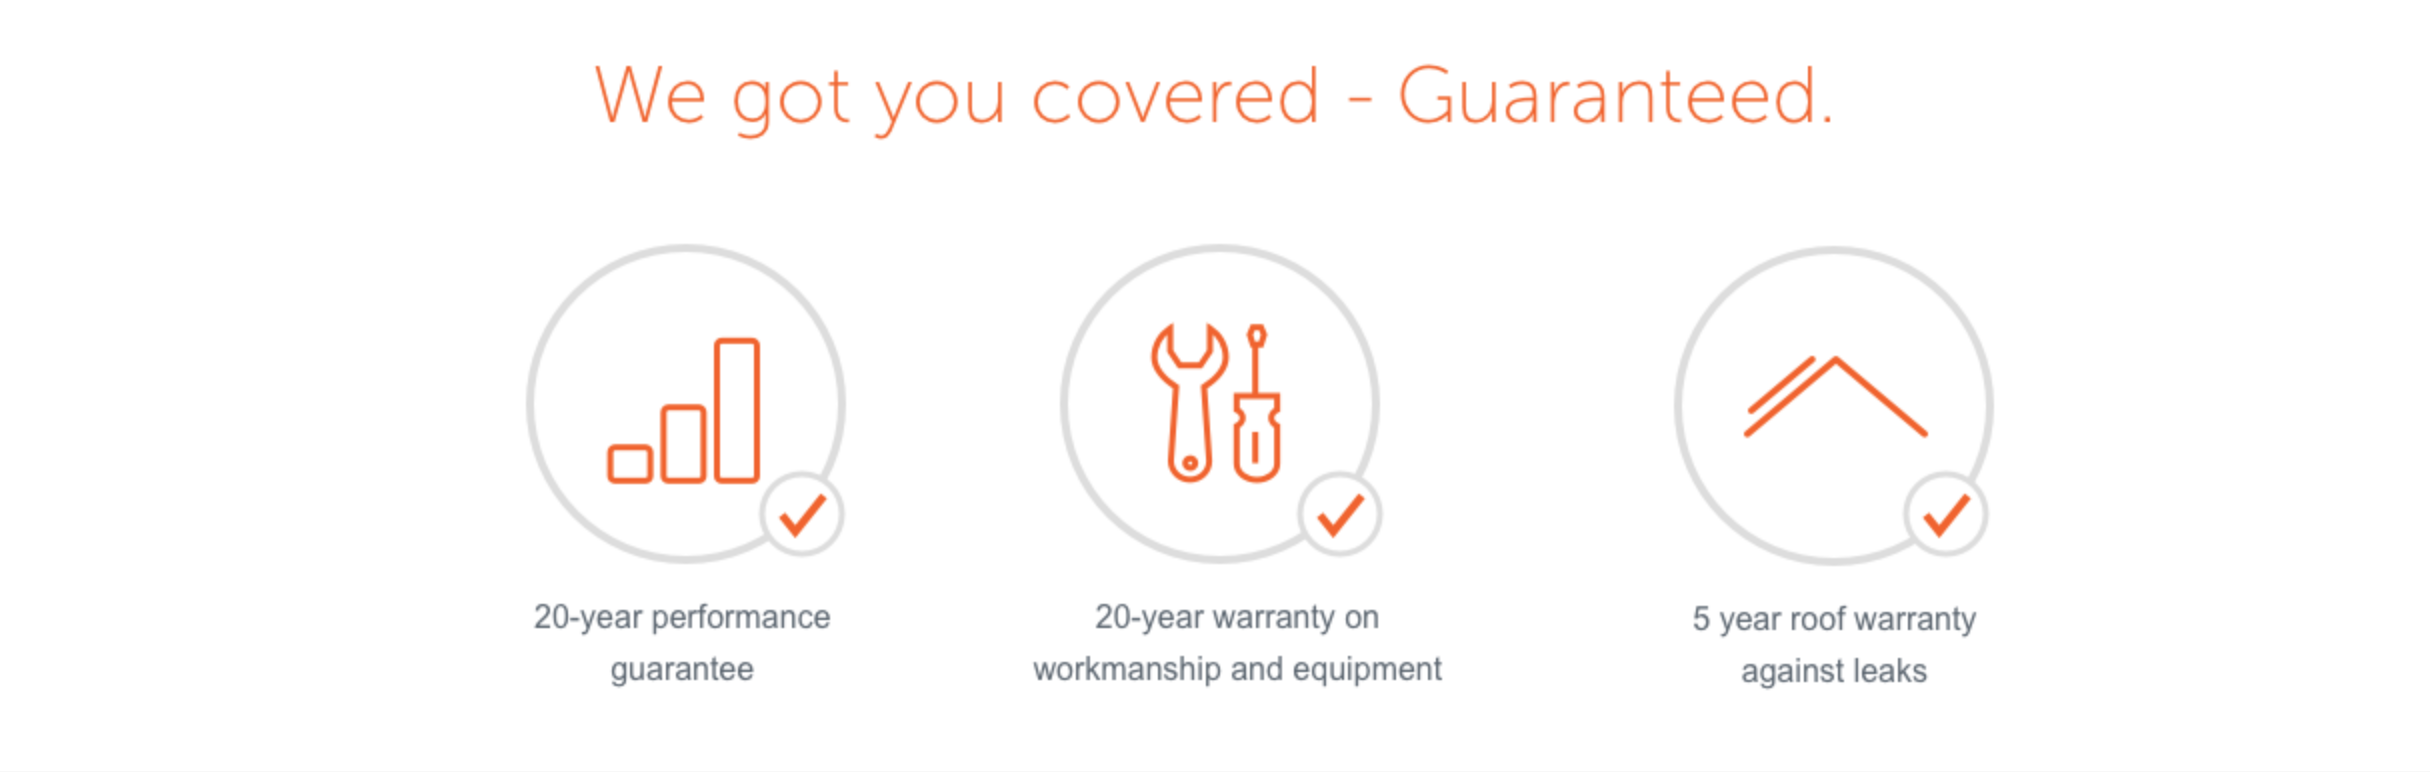 We got you covered - Guaranteed.
20-year performance
guarantee
20-year warranty on
workmanship and equipment
5 year roof warranty
against leaks